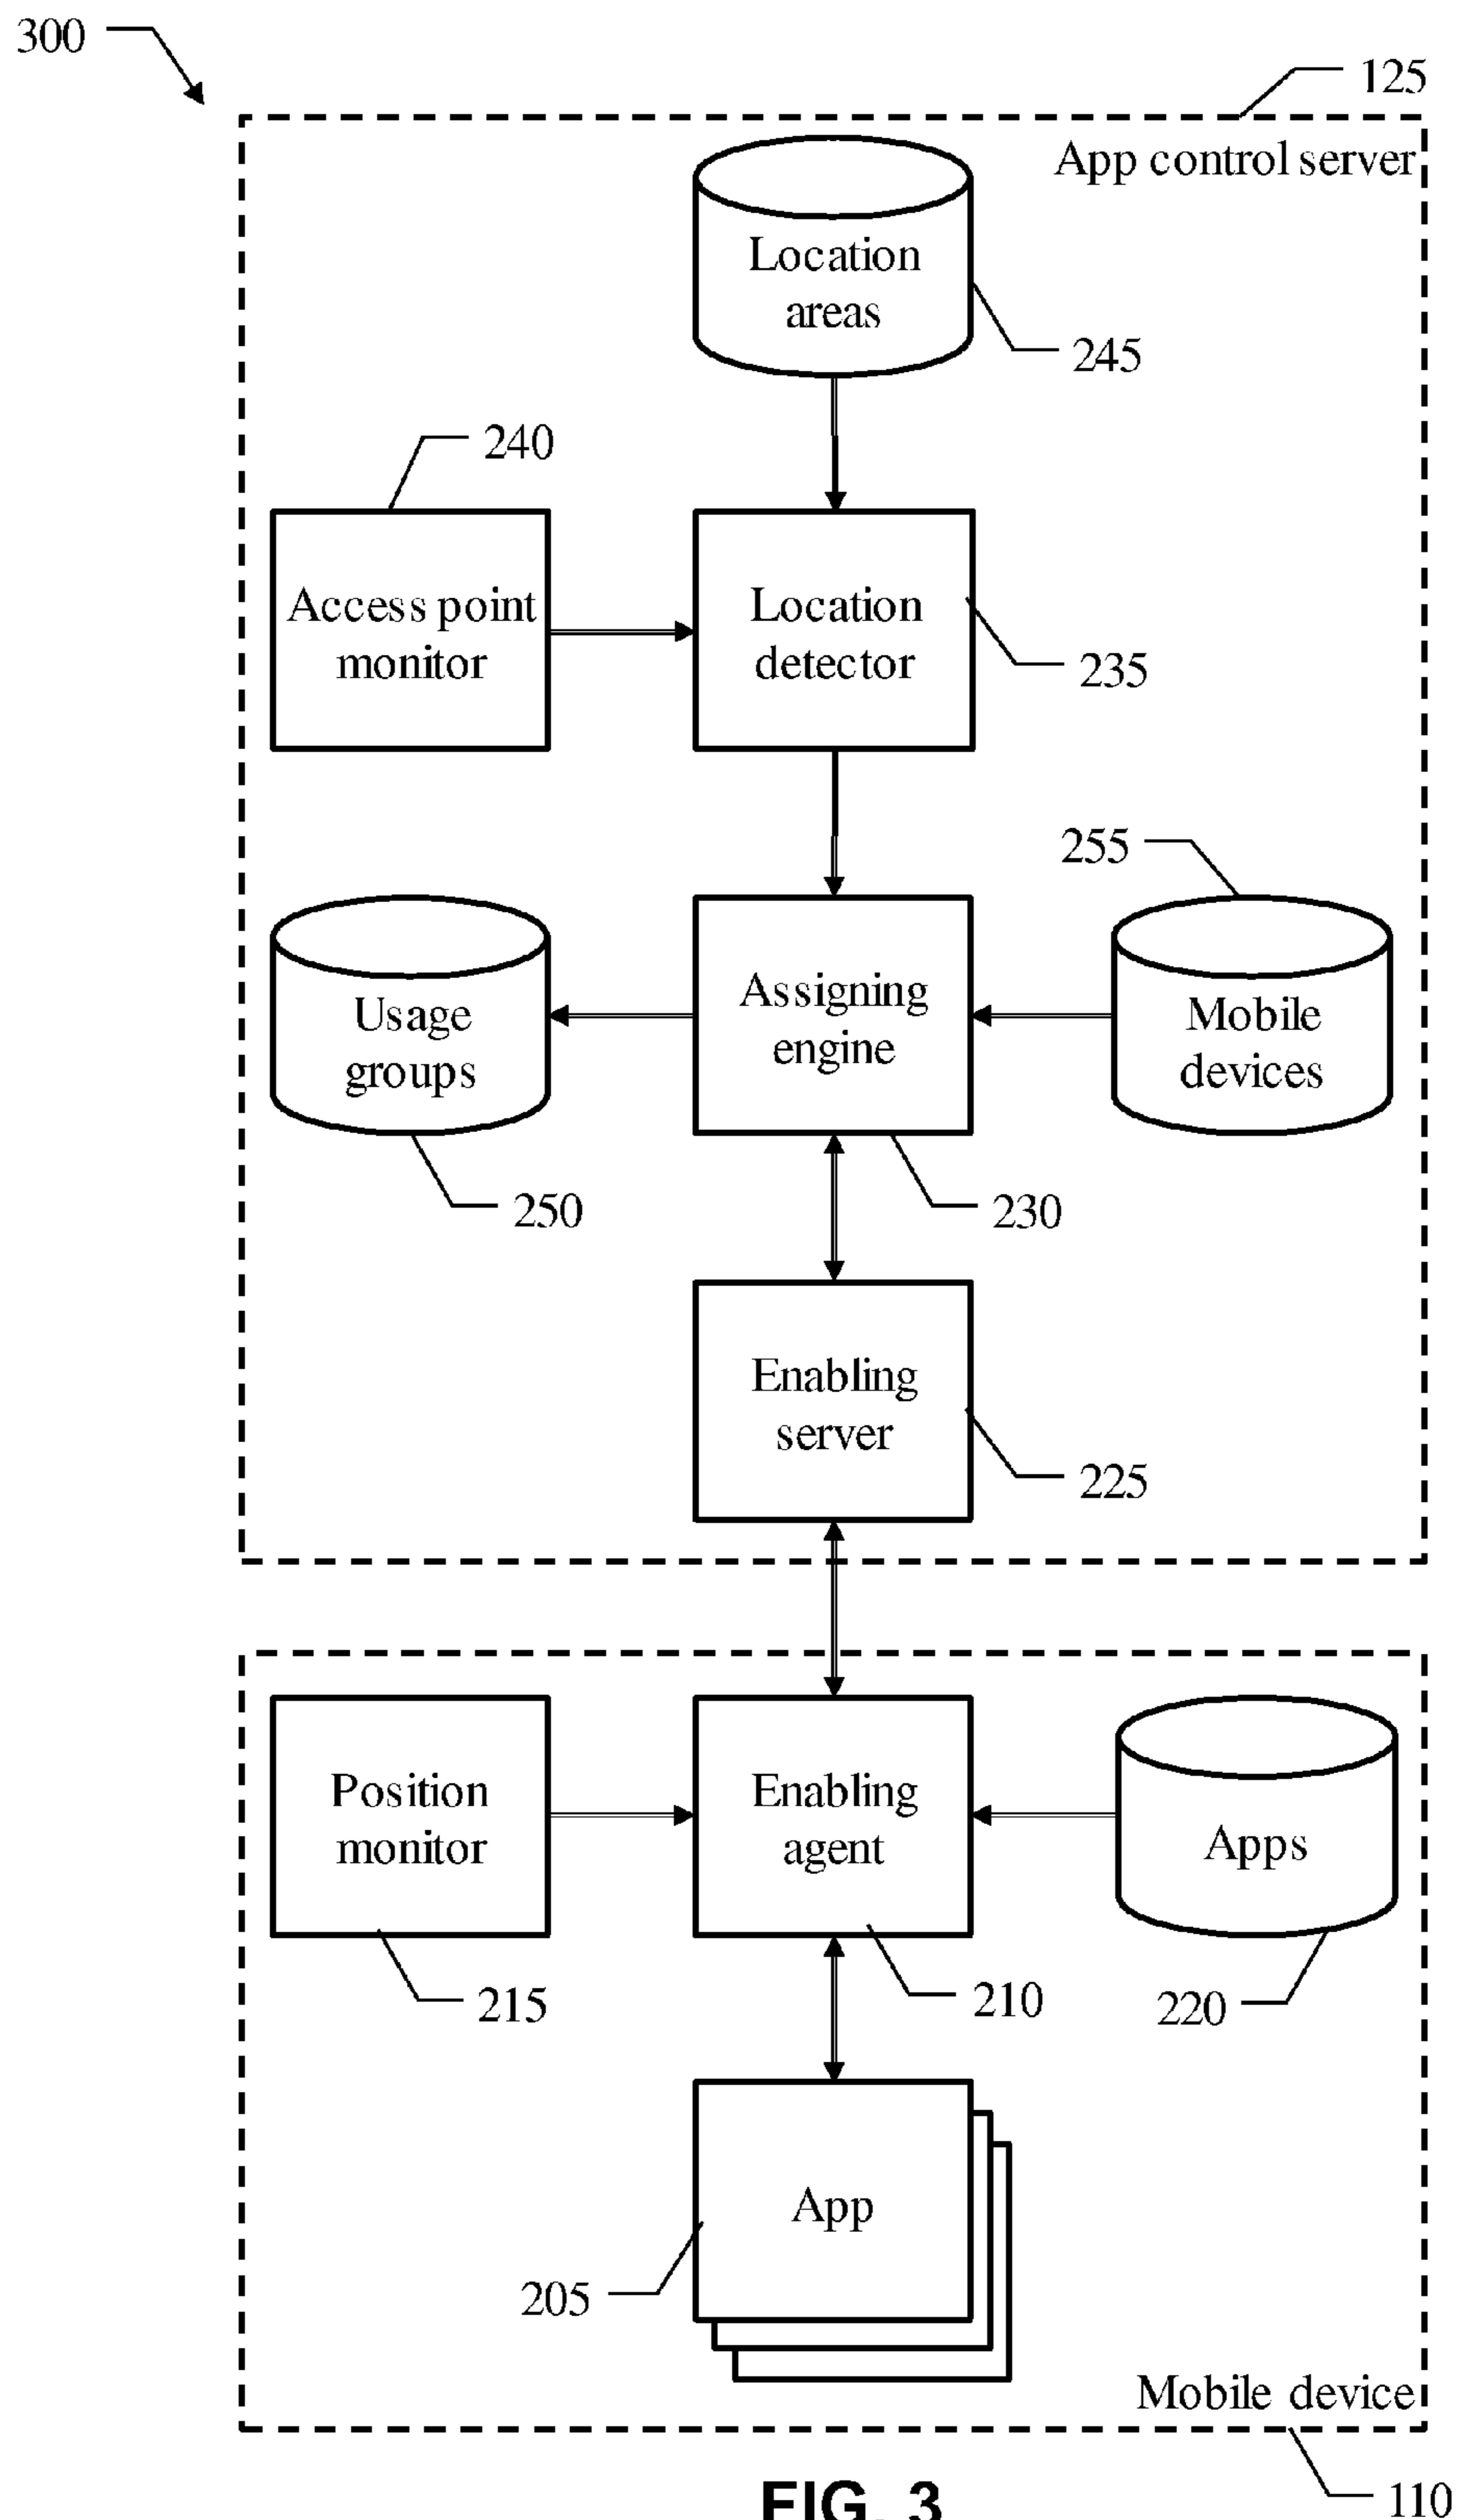 300
125
App control server
Location
areas
245
240
Access point
monitor
Location
detector
235
255
Usage
groups
Assigning
engine
Mobile
devices
250
230
Enabling
server
225
Position
monitor
Enabling
agent
Apps
215
210
220
App
205
Mobile device
110
FIG. 3